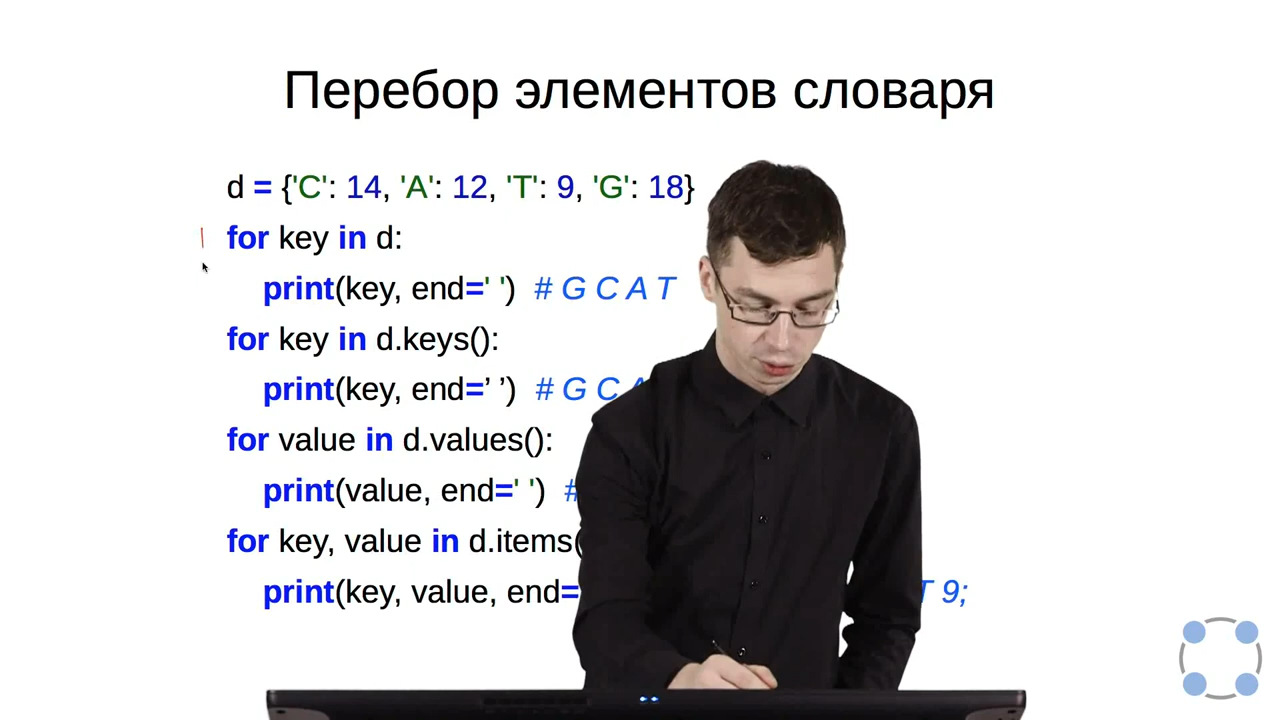 Перебор элементов словаря
d = {'C': 14, 'A': 12, 'T': 9, 'G': 18}
for key in d:
print(key, end=' ') # G C A T
for key in d.keys():
print(key, end=’ ’) # G C A
for value in d.values():
print(value, end=' ') #
for key, value in d.items(
print(key, value, end= T 9;